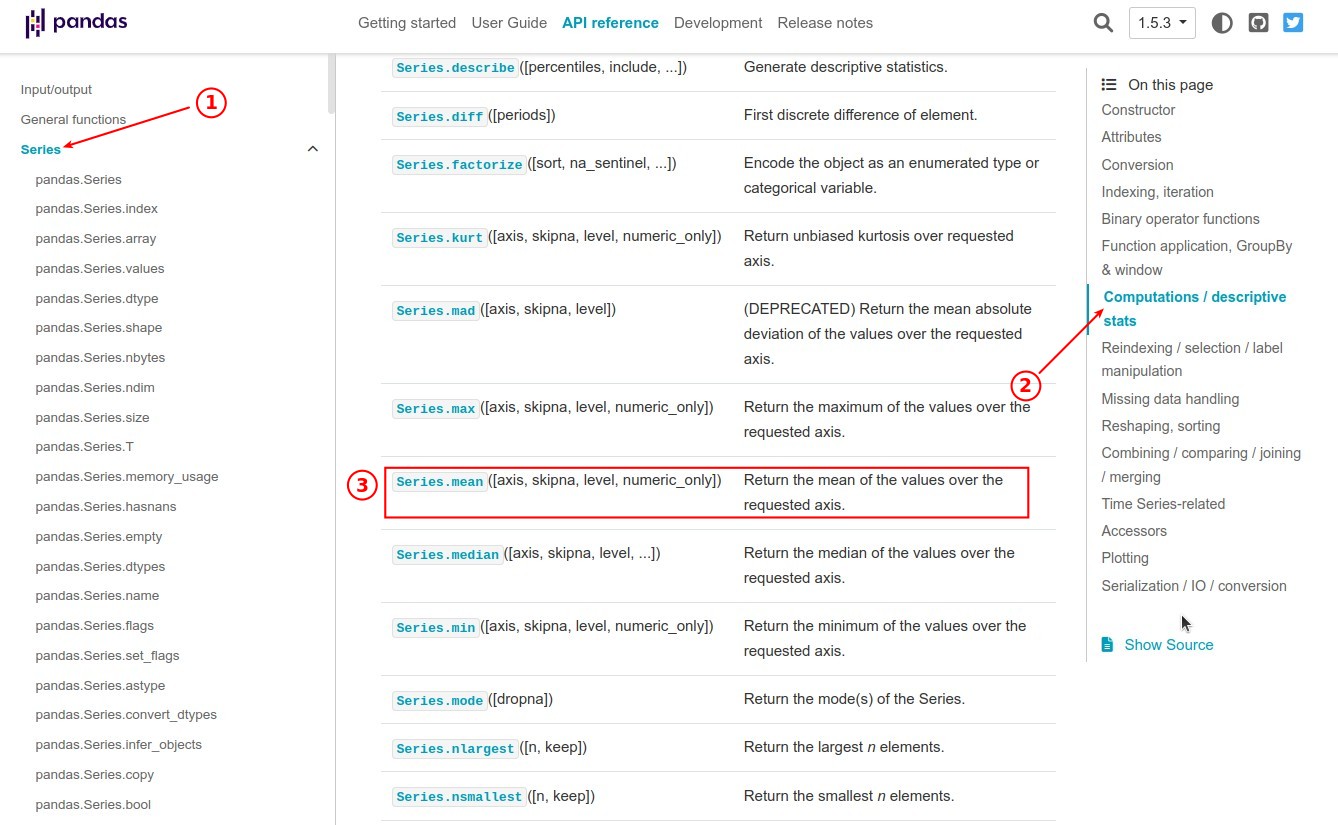 pandas
Getting started User Guide API reference Development Release notes
1.5.3
Input/output
General functions
Series
pandas.Series
pandas.Series.index
pandas.Series.array
pandas.Series.values
pandas.Series.dtype
pandas.Series.shape
pandas.Series.nbytes
pandas.Series.ndim
pandas.Series.size
pandas.Series.T
pandas.Series.memory_usage
pandas.Series.hasnans
pandas.Series.empty
pandas.Series.dtypes
pandas.Series.name
pandas.Series.flags
pandas.Series.set_flags
pandas.Series.astype
pandas.Series.convert_dtypes
pandas.Series.infer_objects
pandas.Series.copy
pandas.Series.bool
1
Series.describe([percentiles, include, ...]) Generate descriptive statistics.
Series.diff([periods]) First discrete difference of element.
Series.factorize([sort, na_sentinel, ...]) Encode the object as an enumerated type or
categorical variable.
Series.kurt([axis, skipna, level, numeric_only]) Return unbiased kurtosis over requested
axis.
Series.mad([axis, skipna, level]) (DEPRECATED) Return the mean absolute
deviation of the values over the requested
axis.
Series.max([axis, skipna, level, numeric_only]) Return the maximum of the values over the
requested axis.
3
Series.mean([axis, skipna, level, numeric_only]) Return the mean of the values over the
requested axis.
Series.median([axis, skipna, level, ...]) Return the median of the values over the
requested axis.
Series.min([axis, skipna, level, numeric_only]) Return the minimum of the values over the
requested axis.
Series.mode([dropna]) Return the mode(s) of the Series.
Series.nlargest([n, keep]) Return the largest n elements.
Series.nsmallest([n, keep]) Return the smallest n elements.
On this page
Constructor
Attributes
Conversion
Indexing, iteration
Binary operator functions
Function application, GroupBy
& window
Computations / descriptive
stats
2
Reindexing / selection / label
manipulation
Missing data handling
Reshaping, sorting
Combining / comparing / joining
/ merging
Time Series-related
Accessors
Plotting
Serialization / IO / conversion
Show Source